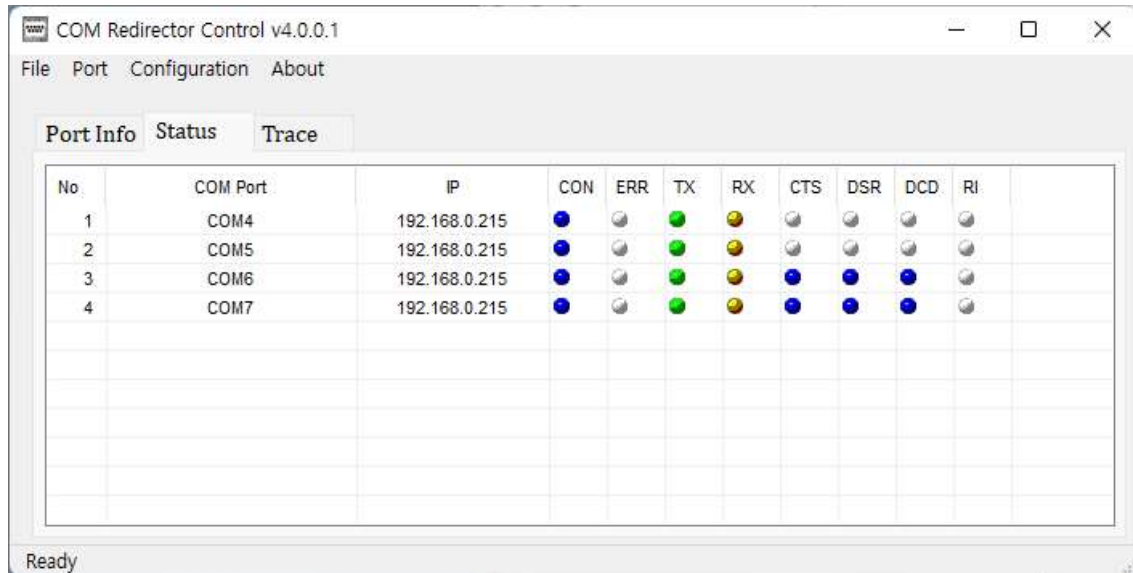 COM Redirector Control v4.0.0.1
File Port Configuration About
Port Info Status Trace
No COM Port IP CON ERR TX RX CTS DSR DCD RI
1 COM4 192.168.0.215
2 COM5 192.168.0.215
3 COM6 192.168.0.215
4 COM7 192.168.0.215
Ready